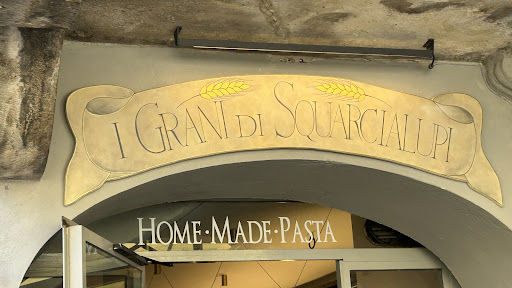 I GRANI DI SQUARCIALUPI
HOME·MADE·PASTA